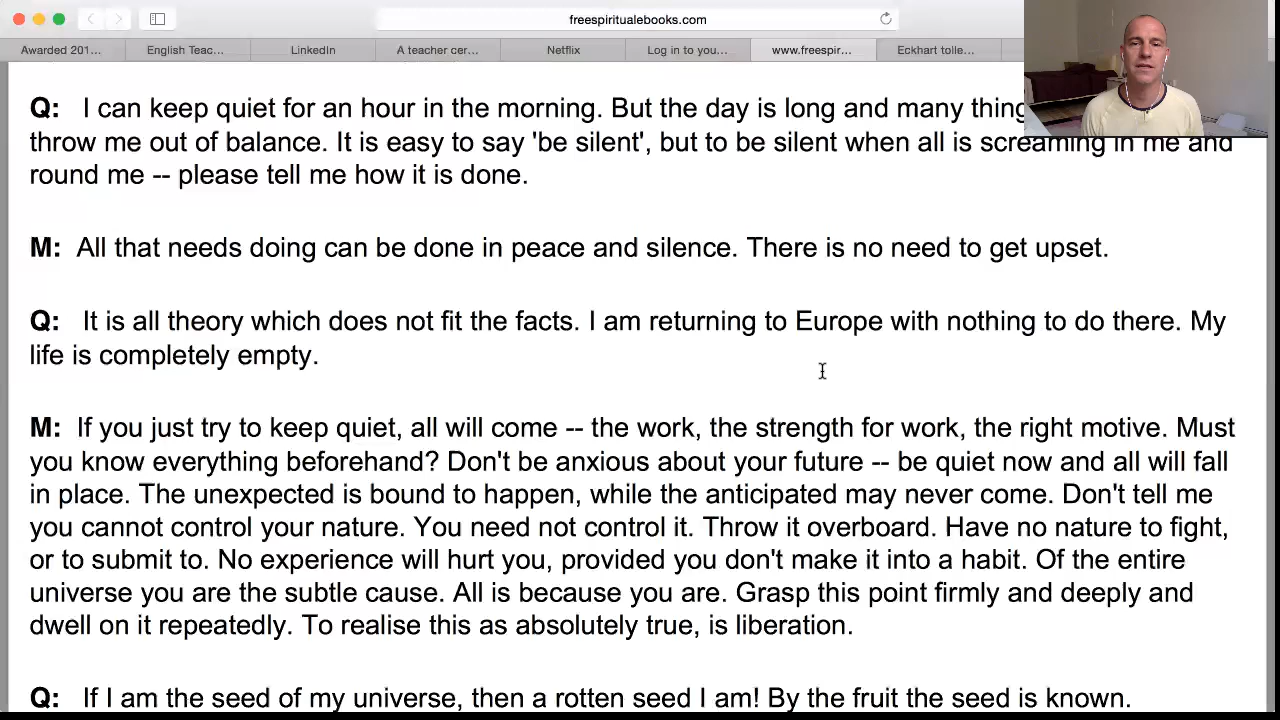 freespiritualebooks.com
Awarded 201... English Teac... LinkedIn A teacher cer... Netflix Log in to you... www.freespir... Eckhart tolle...
Q: I can keep quiet for an hour in the morning. But the day is long and many thing
throw me out of balance. It is easy to say 'be silent', but to be silent when all is screaming in me and
round me -- please tell me how it is done.
M: All that needs doing can be done in peace and silence. There is no need to get upset.
Q: It is all theory which does not fit the facts. I am returning to Europe with nothing to do there. My
life is completely empty.
M: If you just try to keep quiet, all will come -- the work, the strength for work, the right motive. Must
you know everything beforehand? Don't be anxious about your future -- be quiet now and all will fall
in place. The unexpected is bound to happen, while the anticipated may never come. Don't tell me
you cannot control your nature. You need not control it. Throw it overboard. Have no nature to fight,
or to submit to. No experience will hurt you, provided you don't make it into a habit. Of the entire
universe you are the subtle cause. All is because you are. Grasp this point firmly and deeply and
dwell on it repeatedly. To realise this as absolutely true, is liberation.
Q: If I am the seed of my universe, then a rotten seed I am! By the fruit the seed is known.